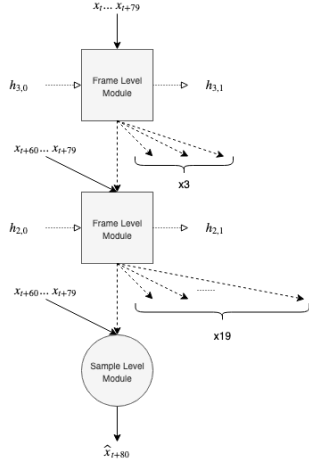 x_t ... x_{t+79}
h_{3,0}
Frame Level
Module
h_{3,1}
x_{t+60} ... x_{t+79}
x3
h_{2,0}
Frame Level
Module
h_{2,1}
x_{t+60} ... x_{t+79}
......
x19
Sample Level
Module
x̂_{t+80}